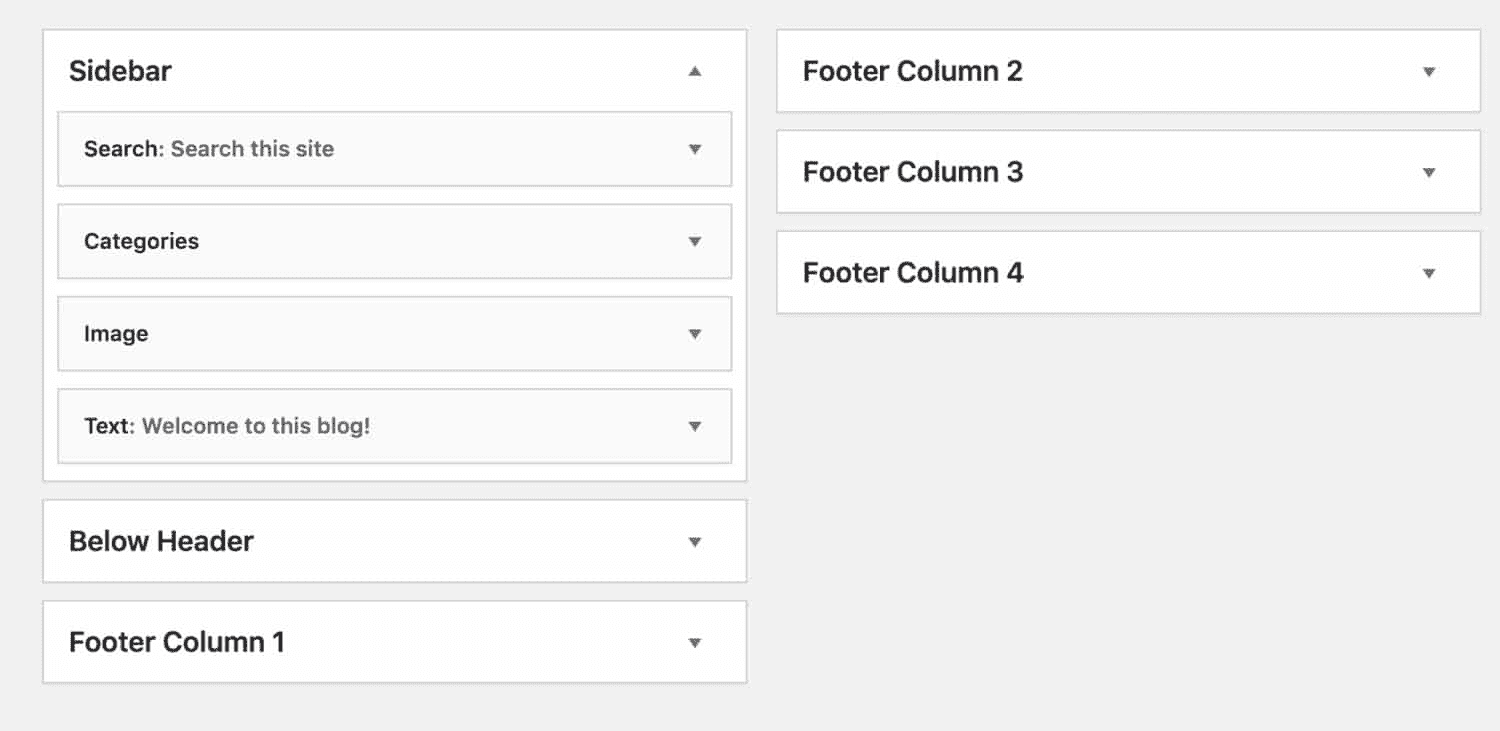 Sidebar
Search: Search this site
Categories
Image
Text: Welcome to this blog!
Below Header
Footer Column 1
Footer Column 2
Footer Column 3
Footer Column 4